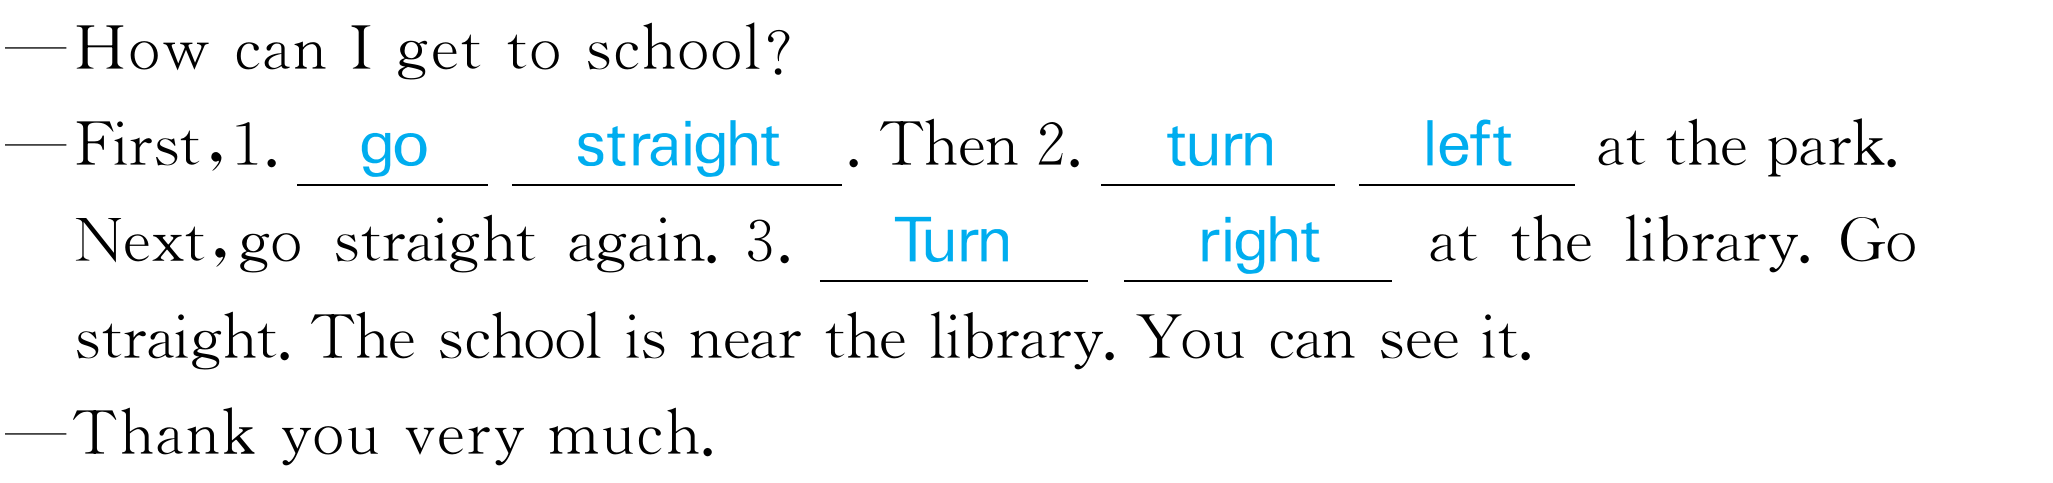 —How can I get to school?
—First,1. go straight. Then 2. turn left at the park.
Next,go straight again. 3. Turn right at the library. Go
straight. The school is near the library. You can see it.
—Thank you very much.